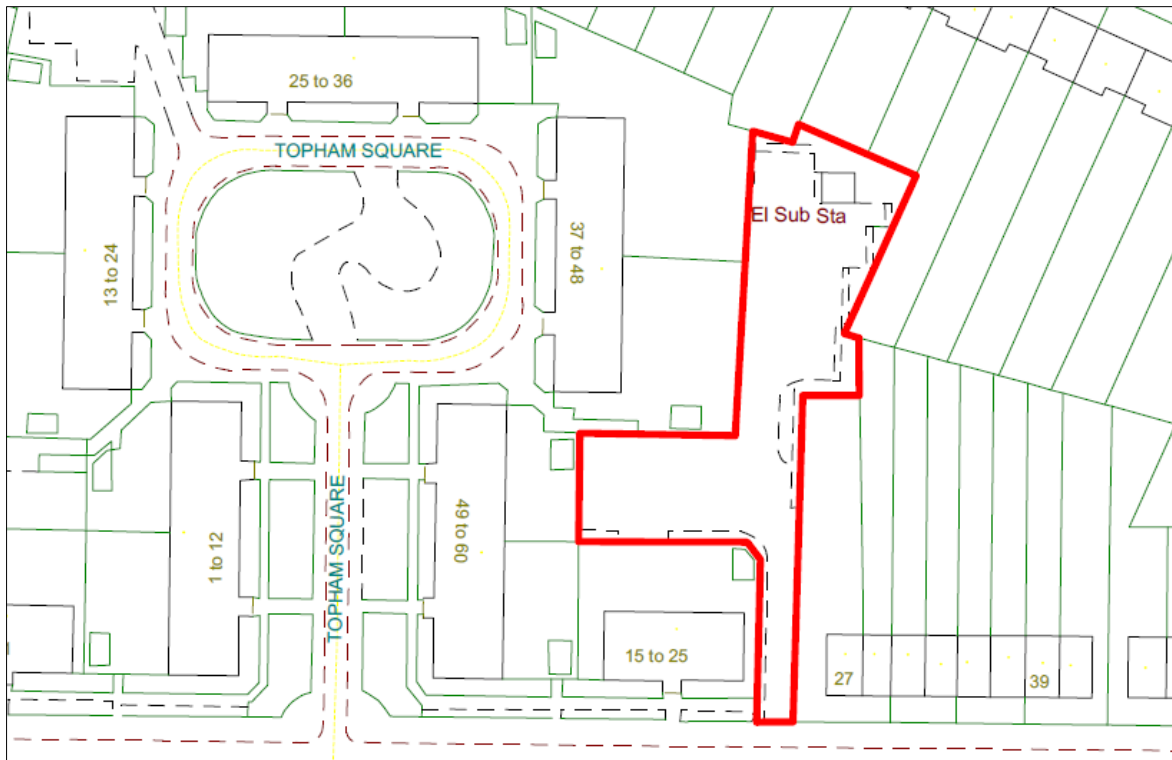 25 to 36
TOPHAM SQUARE
El Sub Sta
13 to 24
37 to 48
1 to 12
TOPHAM SQUARE
49 to 60
15 to 25
27
39